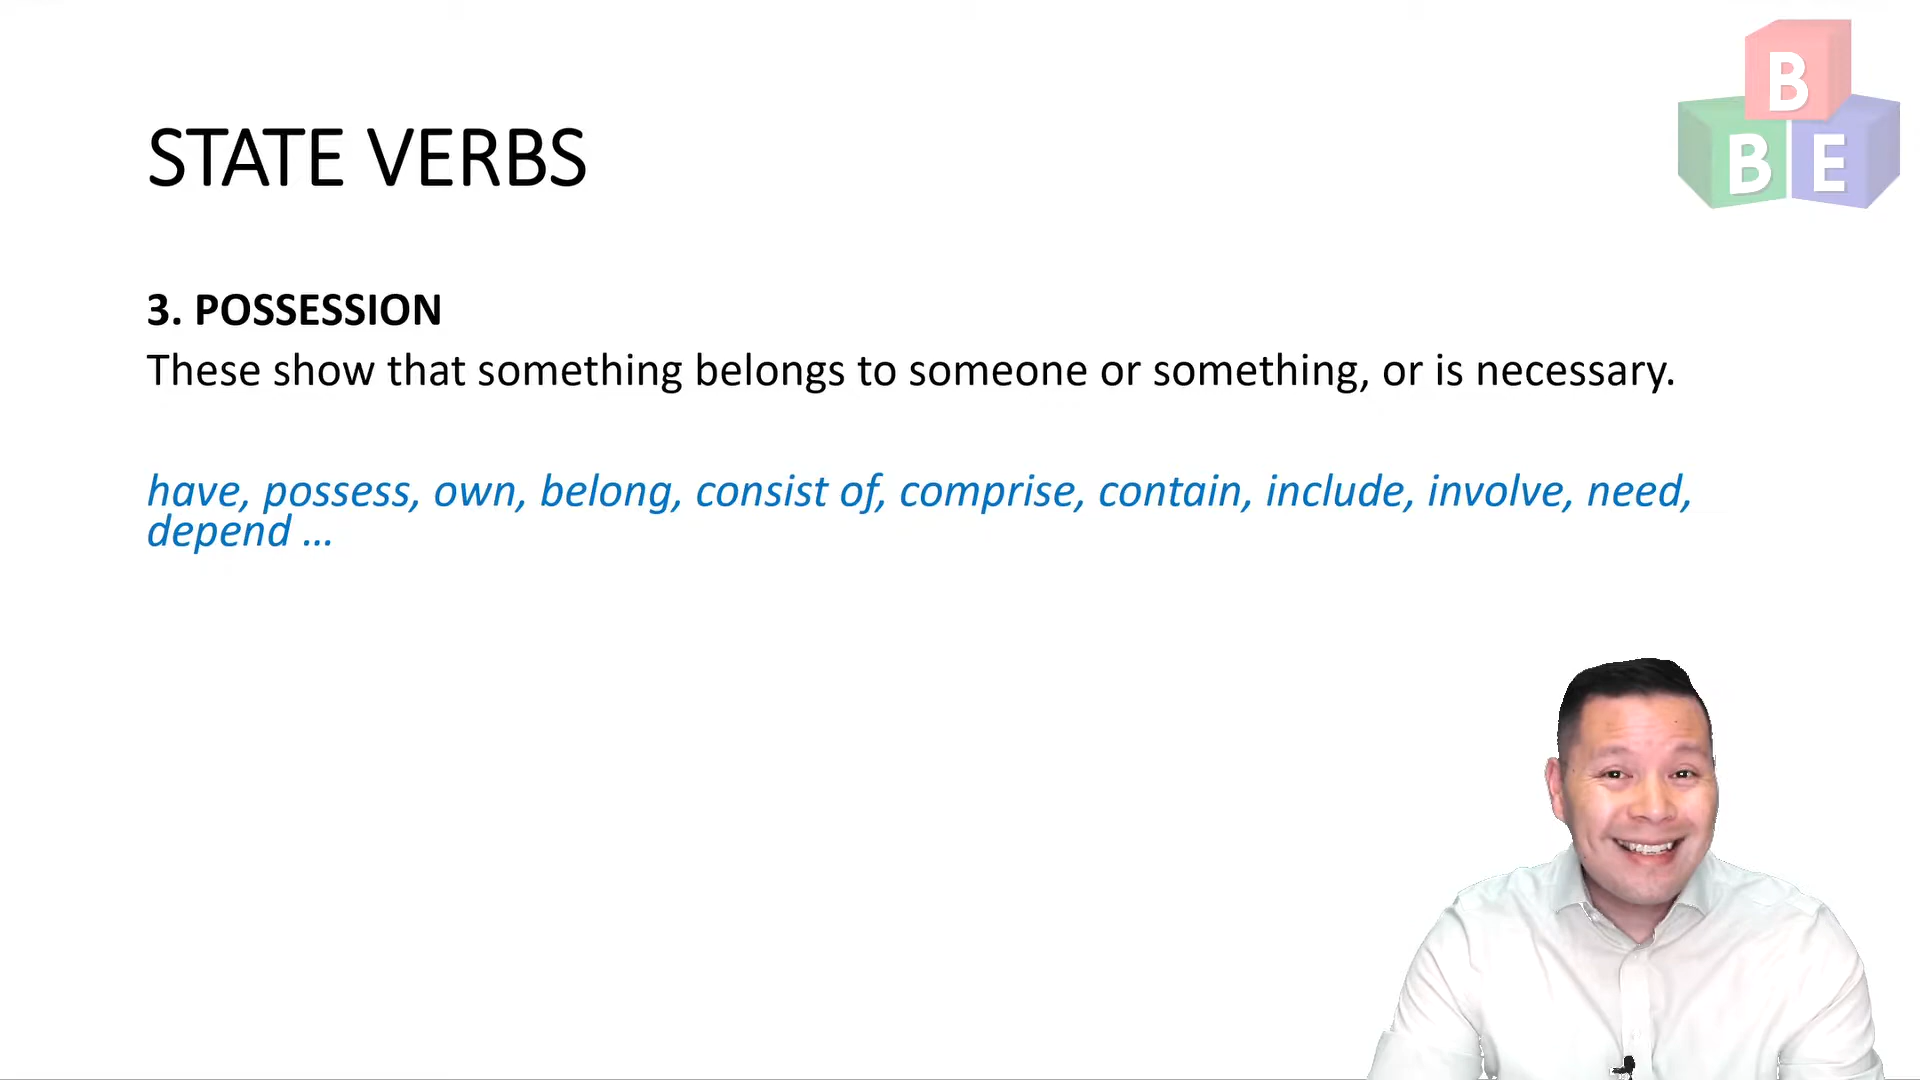 B
B E
STATE VERBS
3. POSSESSION
These show that something belongs to someone or something, or is necessary.
have, possess, own, belong, consist of, comprise, contain, include, involve, need,
depend ...